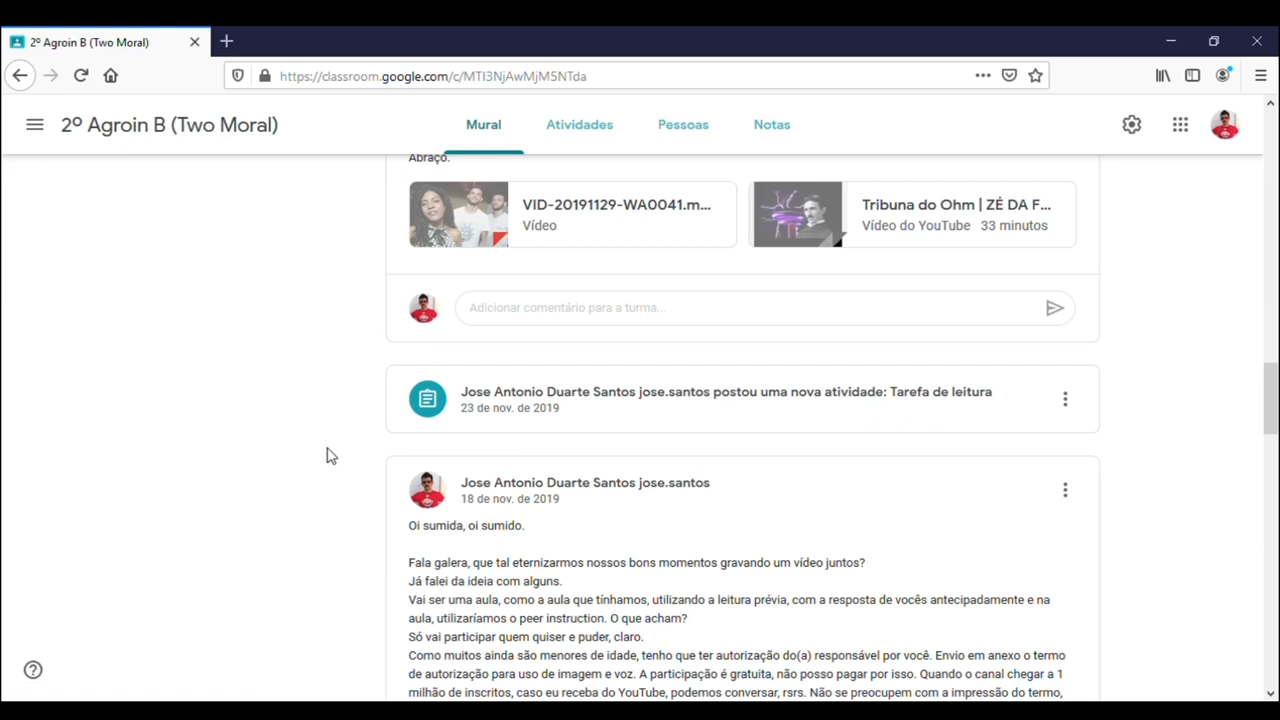 2º Agroin B (Two Moral)
https://classroom.google.com/c/MTI3NjAwMjM5NTda
2º Agroin B (Two Moral)
Mural
Atividades
Pessoas
Notas
Abraço.
VID-20191129-WA0041.m...
Vídeo
Tribuna do Ohm | ZÉ DA F...
Vídeo do YouTube 33 minutos
Adicionar comentário para a turma...
Jose Antonio Duarte Santos jose.santos postou uma nova atividade: Tarefa de leitura
23 de nov. de 2019
Jose Antonio Duarte Santos jose.santos
18 de nov. de 2019
Oi sumida, oi sumido.
Fala galera, que tal eternizarmos nossos bons momentos gravando um vídeo juntos?
Já falei da ideia com alguns.
Vai ser uma aula, como a aula que tínhamos, utilizando a leitura prévia, com a resposta de vocês antecipadamente e na
aula, utilizaríamos o peer instruction. O que acham?
Só vai participar quem quiser e puder, claro.
Como muitos ainda são menores de idade, tenho que ter autorização do(a) responsável por você. Envio em anexo o termo
de autorização para uso de imagem e voz. A participação é gratuita, não posso pagar por isso. Quando o canal chegar a 1
milhão de inscritos, caso eu receba do YouTube, podemos conversar, rsrs. Não se preocupem com a impressão do termo,